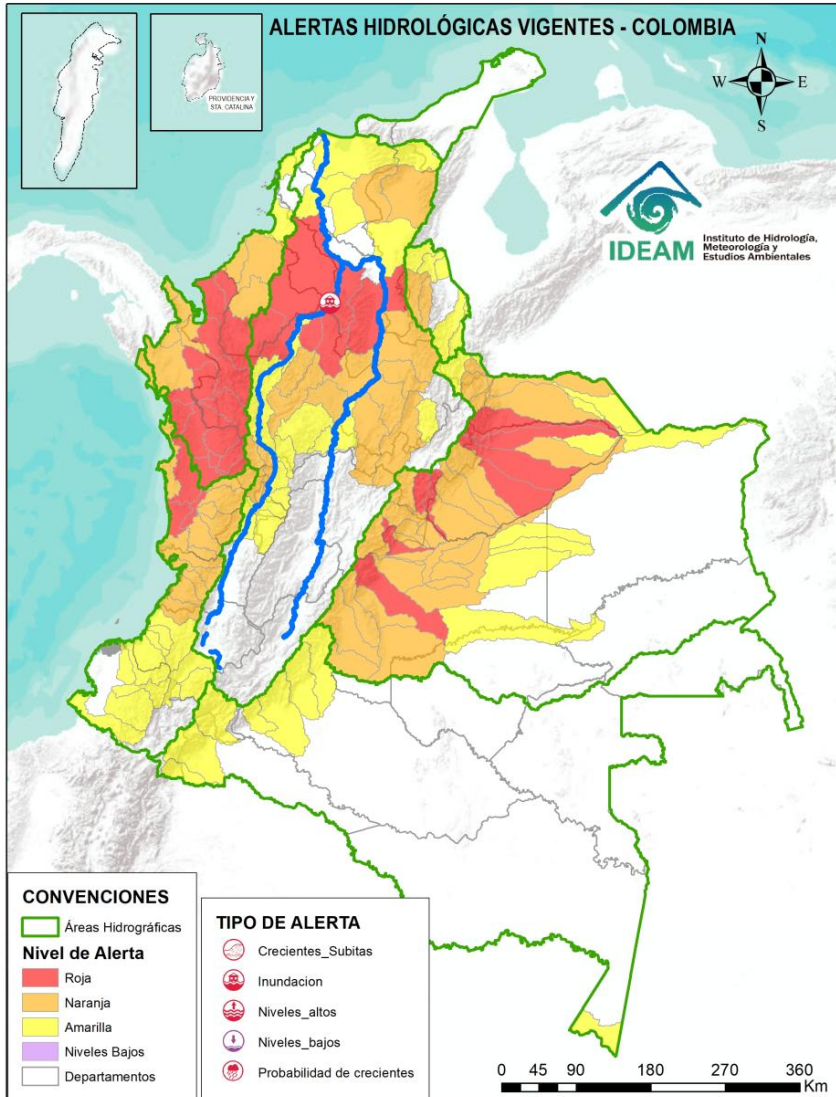 ALERTAS HIDROLÓGICAS VIGENTES - COLOMBIA
PROVIDENCIA Y
STA. CATALINA
N
W
E
S
IDEAM
Instituto de Hidrología,
Meteorología y
Estudios Ambientales
CONVENCIONES
Áreas Hidrográficas
Nivel de Alerta
Roja
Naranja
Amarilla
Niveles Bajos
Departamentos
TIPO DE ALERTA
Crecientes_Subitas
Inundacion
Niveles_altos
Niveles_bajos
Probabilidad de crecientes
0 45 90 180 270 360
Km